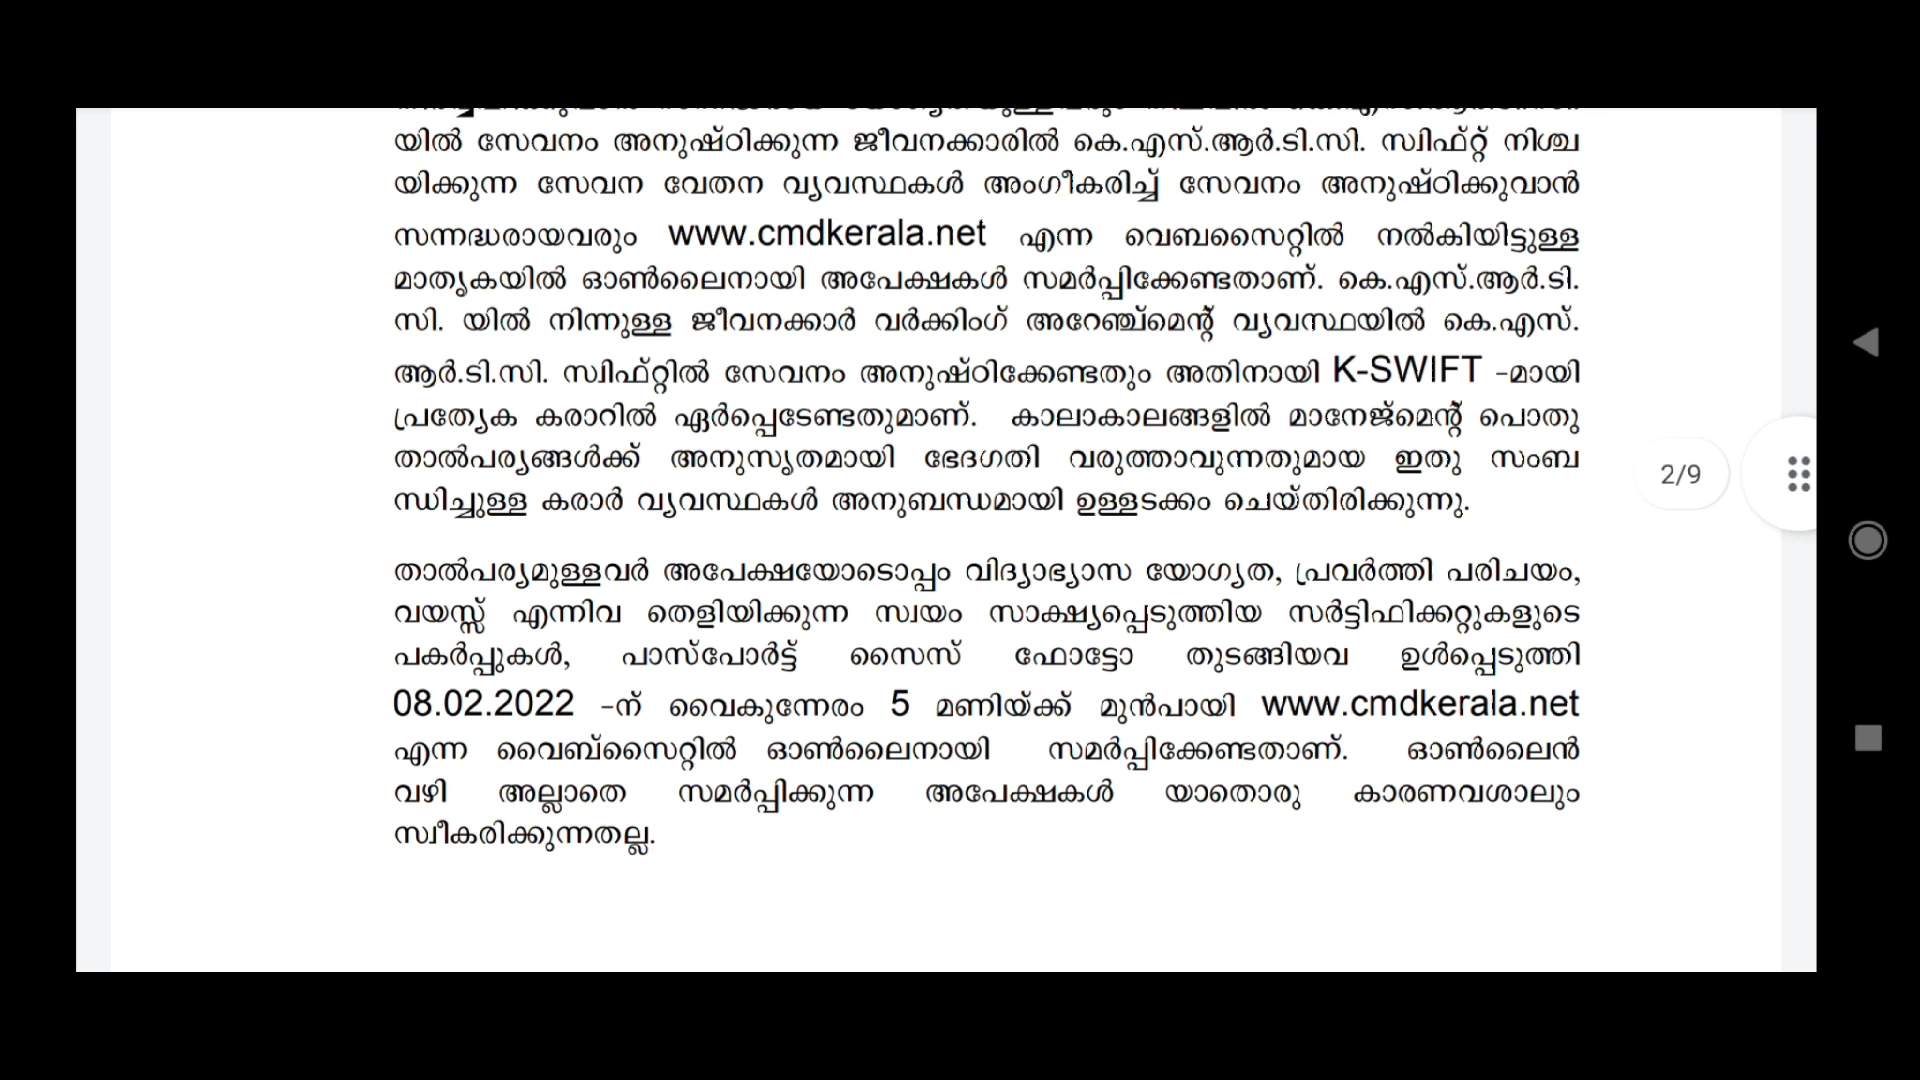 യിൽ സേവനം അനുഷ്ഠിക്കുന്ന ജീവനക്കാരിൽ കെ.എസ്.ആർ.ടി.സി. സ്വിഫ്റ്റ് നിശ്ച
യിക്കുന്ന സേവന വേതന വ്യവസ്ഥകൾ അംഗീകരിച്ച് സേവനം അനുഷ്ഠിക്കുവാൻ
സന്നദ്ധരായവരും www.cmdkerala.net എന്ന വെബസൈറ്റിൽ നൽകിയിട്ടുള്ള
മാതൃകയിൽ ഓൺലൈനായി അപേക്ഷകൾ സമർപ്പിക്കേണ്ടതാണ്. കെ.എസ്.ആർ.ടി.
സി. യിൽ നിന്നുള്ള ജീവനക്കാർ വർക്കിംഗ് അറേഞ്ച്മെന്റ് വ്യവസ്ഥയിൽ കെ.എസ്.
ആർ.ടി.സി. സ്വിഫ്റ്റിൽ സേവനം അനുഷ്ഠിക്കേണ്ടതും അതിനായി K-SWIFT -മായി
പ്രത്യേക കരാറിൽ ഏർപ്പെടേണ്ടതുമാണ്. കാലാകാലങ്ങളിൽ മാനേജ്മെന്റ് പൊതു
താൽപര്യങ്ങൾക്ക് അനുസൃതമായി ഭേദഗതി വരുത്താവുന്നതുമായ ഇതു സംബ
ന്ധിച്ചുള്ള കരാർ വ്യവസ്ഥകൾ അനുബന്ധമായി ഉള്ളടക്കം ചെയ്തിരിക്കുന്നു.
2/9
താൽപര്യമുള്ളവർ അപേക്ഷയോടൊപ്പം വിദ്യാഭ്യാസ യോഗ്യത, പ്രവർത്തി പരിചയം,
വയസ്സ് എന്നിവ തെളിയിക്കുന്ന സ്വയം സാക്ഷ്യപ്പെടുത്തിയ സർട്ടിഫിക്കറ്റുകളുടെ
പകർപ്പുകൾ, പാസ്പോർട്ട് സൈസ് ഫോട്ടോ തുടങ്ങിയവ ഉൾപ്പെടുത്തി
08.02.2022 -ന് വൈകുന്നേരം 5 മണിയ്ക്ക് മുൻപായി www.cmdkerala.net
എന്ന വൈബ്സൈറ്റിൽ ഓൺലൈനായി സമർപ്പിക്കേണ്ടതാണ്. ഓൺലൈൻ
വഴി അല്ലാതെ സമർപ്പിക്കുന്ന അപേക്ഷകൾ യാതൊരു കാരണവശാലും
സ്വീകരിക്കുന്നതല്ല.